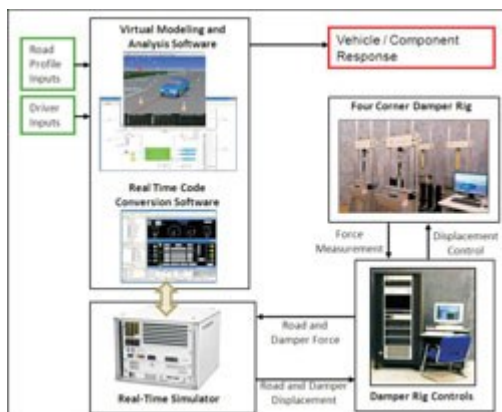 Virtual Modeling and
Analysis Software
Road
Profile
Inputs
Driver
Inputs
Vehicle / Component
Response
Four Corner Damper Rig
Real Time Code
Conversion Software
Force
Measurement
Displacement
Control
Road and
Damper Force
Road and Damper
Displacement
Real-Time Simulator
Damper Rig Controls